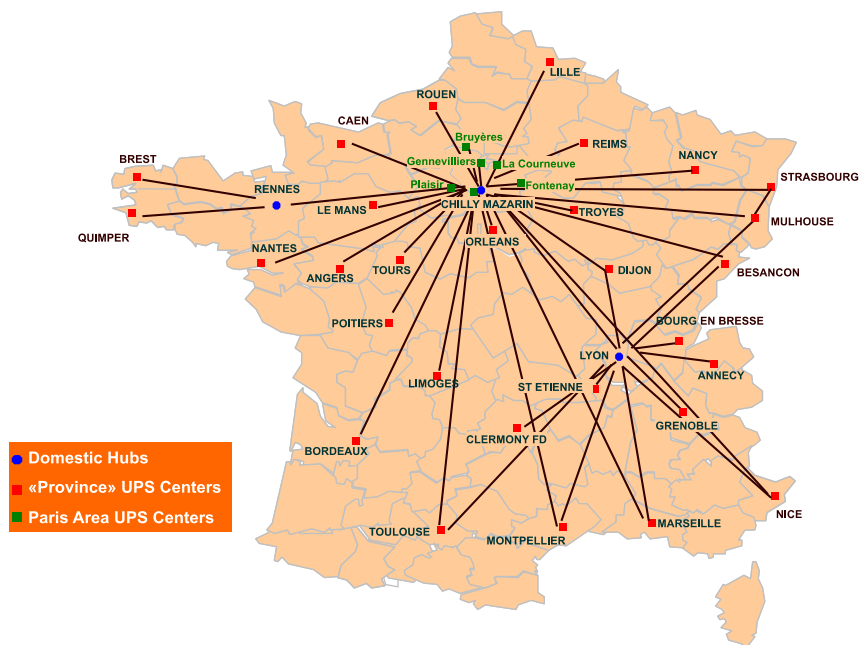 LILLE
ROUEN
CAEN
Bruyères
REIMS
BREST
Gennevilliers
La Courneuve
NANCY
STRASBOURG
RENNES
Plaisir
Fontenay
LE MANS
CHILLY MAZARIN
TROYES
MULHOUSE
QUIMPER
ORLEANS
NANTES
ANGERS
TOURS
DIJON
BESANCON
POITIERS
BOURG EN BRESSE
LYON
ANNECY
LIMOGES
ST ETIENNE
GRENOBLE
CLERMONY FD
BORDEAUX
Domestic Hubs
«Province» UPS Centers
Paris Area UPS Centers
NICE
MARSEILLE
TOULOUSE
MONTPELLIER